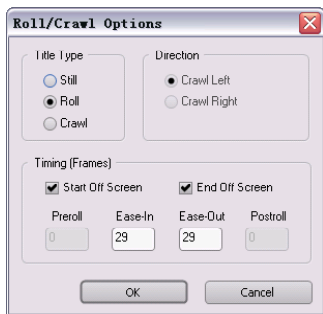 Roll/Crawl Options
Title Type
Direction
Still
Crawl Left
Roll
Crawl Right
Crawl
Timing (Frames)
Start Off Screen
End Off Screen
Preroll Ease-In Ease-Out Postroll
0 29 29 0
OK Cancel